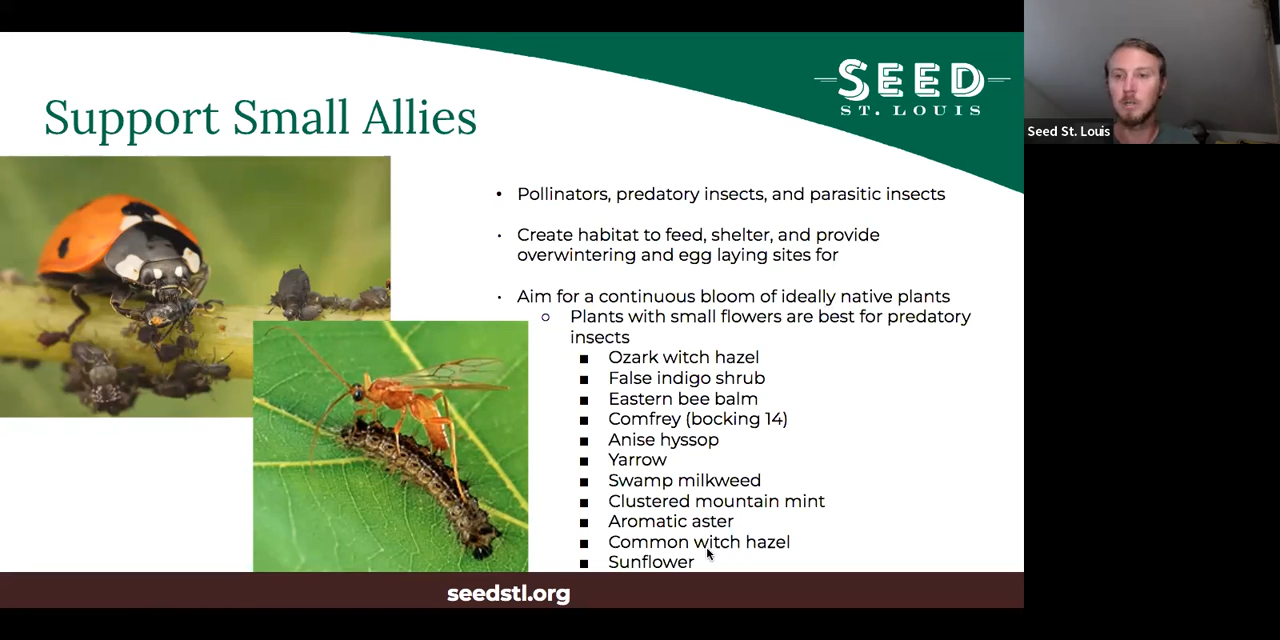 SEED
ST. LOUIS
Support Small Allies
Seed St. Louis
• Pollinators, predatory insects, and parasitic insects
• Create habitat to feed, shelter, and provide
overwintering and egg laying sites for
• Aim for a continuous bloom of ideally native plants
○ Plants with small flowers are best for predatory
insects
■ Ozark witch hazel
■ False indigo shrub
■ Eastern bee balm
■ Comfrey (bocking 14)
■ Anise hyssop
■ Yarrow
■ Swamp milkweed
■ Clustered mountain mint
■ Aromatic aster
■ Common witch hazel
■ Sunflower
seedstl.org